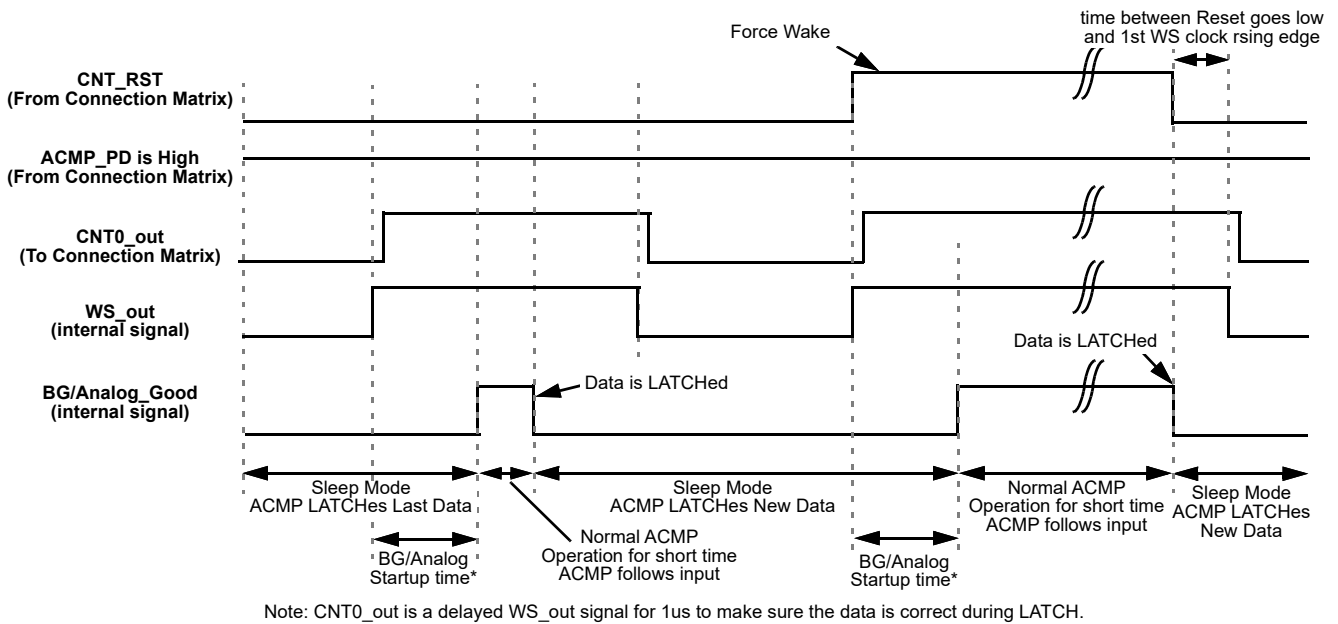 time between Reset goes low
and 1st WS clock rsing edge
Force Wake
CNT_RST
(From Connection Matrix)
ACMP_PD is High
(From Connection Matrix)
CNT0_out
(To Connection Matrix)
WS_out
(internal signal)
Data is LATCHed
BG/Analog_Good
(internal signal)
Data is LATCHed
Sleep Mode
ACMP LATCHes Last Data
Sleep Mode
ACMP LATCHes New Data
Normal ACMP
Operation for short time
ACMP follows input
Sleep Mode
ACMP LATCHes
New Data
BG/Analog
Startup time*
Normal ACMP
Operation for short time
ACMP follows input
BG/Analog
Startup time*
Note: CNT0_out is a delayed WS_out signal for 1us to make sure the data is correct during LATCH.